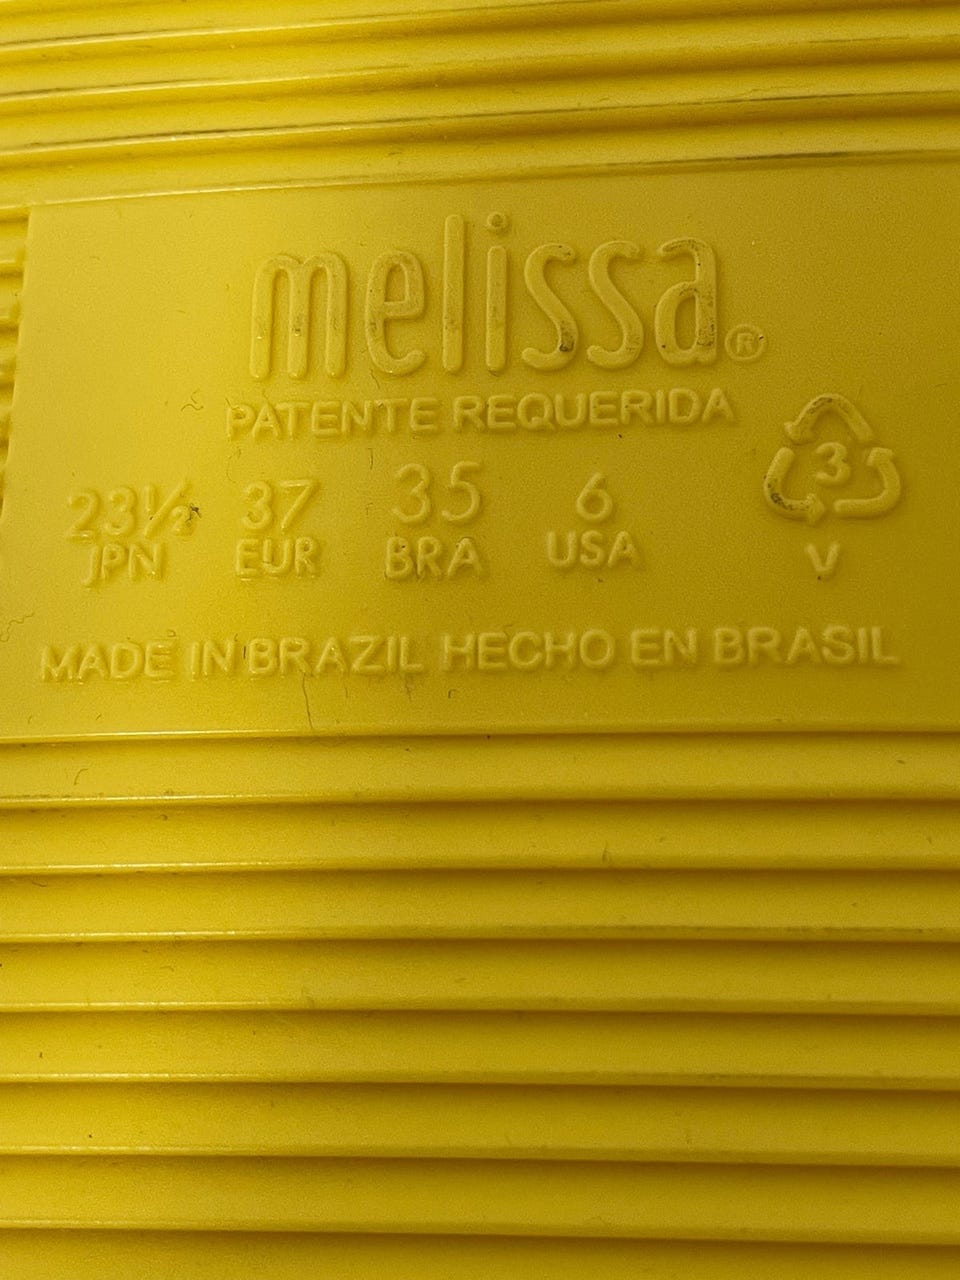 melissa®
PATENTE REQUERIDA
23½ 37 35 6 3
JPN EUR BRA USA V
MADE IN BRAZIL HECHO EN BRASIL